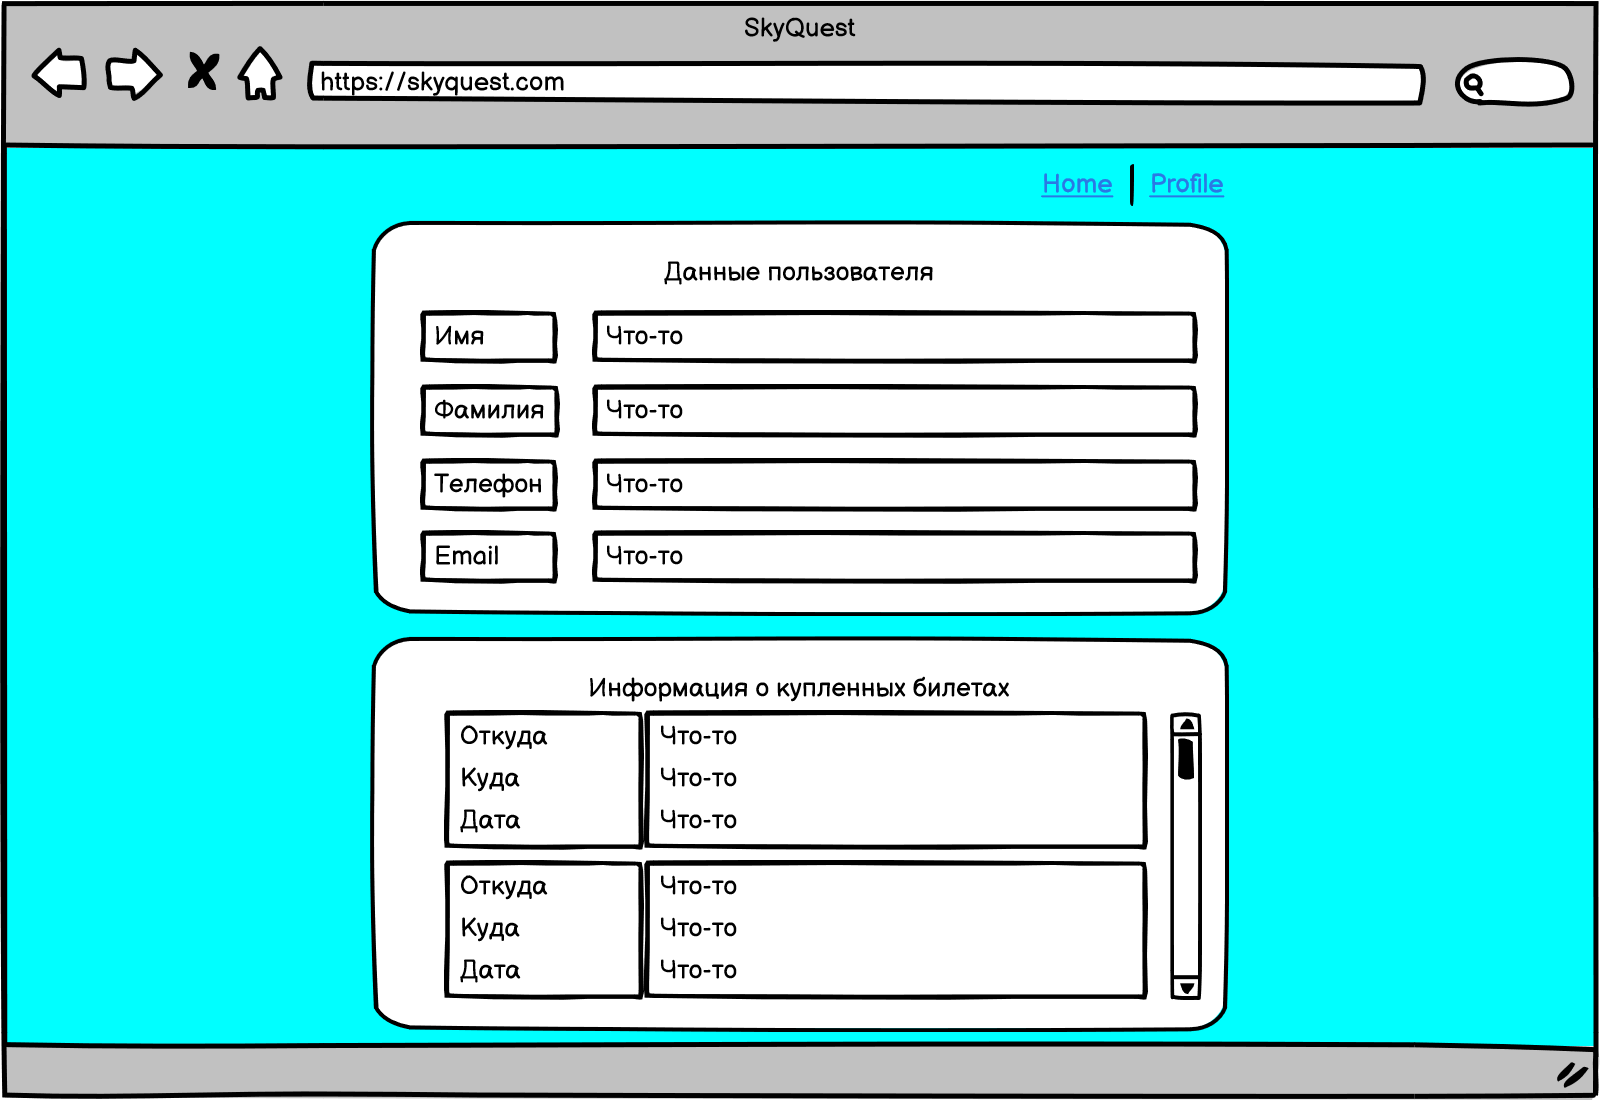 SkyQuest
https://skyquest.com
Home Profile
Данные пользователя
Имя Что-то
Фамилия Что-то
Телефон Что-то
Email Что-то
Информация о купленных билетах
Откуда Что-то
Куда Что-то
Дата Что-то
Откуда Что-то
Куда Что-то
Дата Что-то